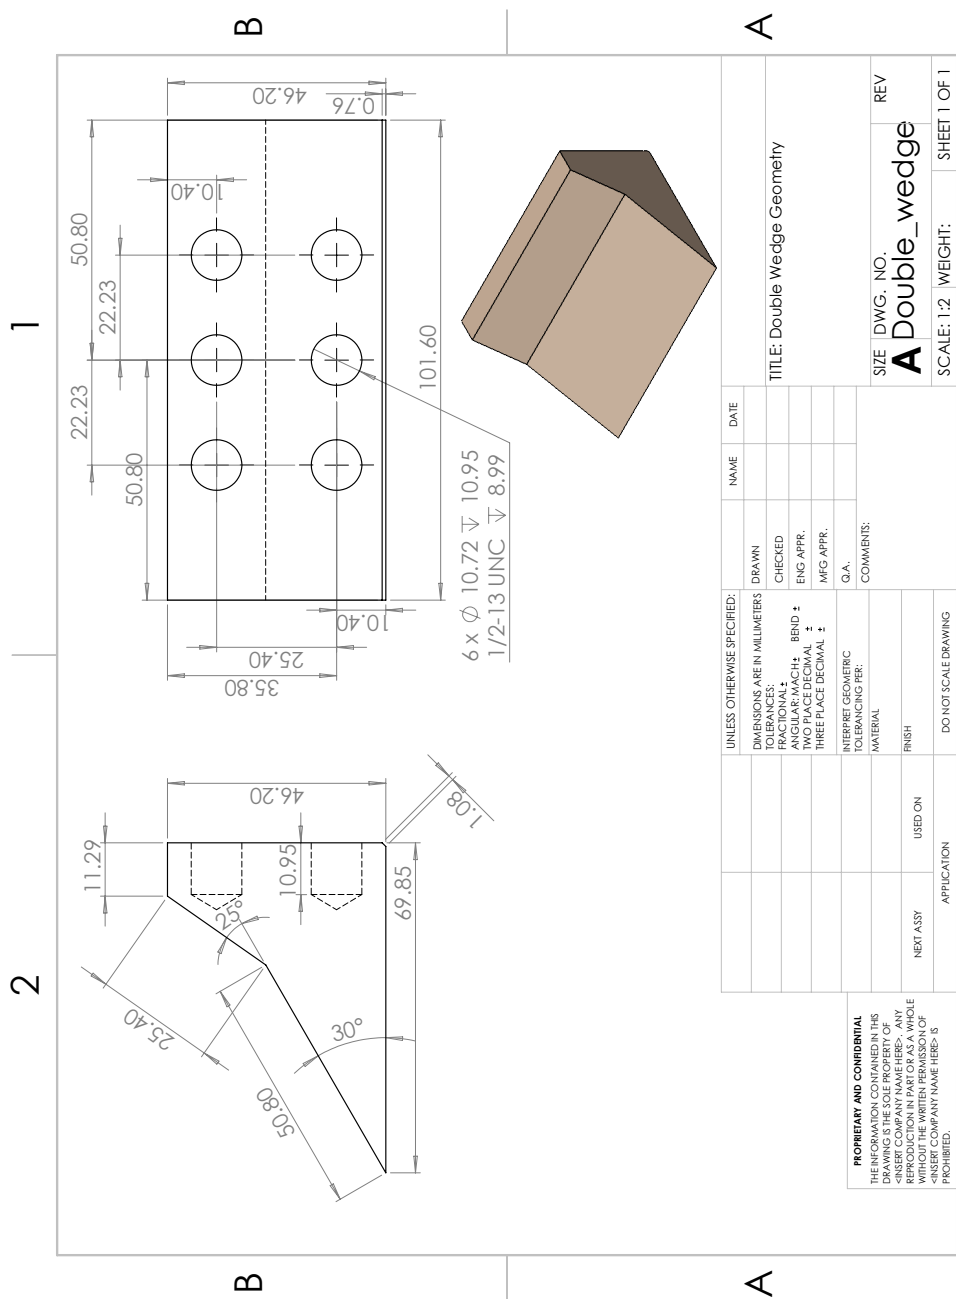 2
1
B
B
A
A
11.29
25.40
25°
50.80
30°
10.95
46.20
69.85
1.08
50.80
22.23
22.23
50.80
10.40
46.20
0.76
101.60
10.40
25.40
35.80
6 x Ø 10.72 ↧ 10.95
1/2-13 UNC ↧ 8.99
PROPRIETARY AND CONFIDENTIAL
THE INFORMATION CONTAINED IN THIS
DRAWING IS THE SOLE PROPERTY OF
<INSERT COMPANY NAME HERE>. ANY
REPRODUCTION IN PART OR AS A WHOLE
WITHOUT THE WRITTEN PERMISSION OF
<INSERT COMPANY NAME HERE> IS
PROHIBITED.
NEXT ASSY
USED ON
APPLICATION
UNLESS OTHERWISE SPECIFIED:
DIMENSIONS ARE IN MILLIMETERS
TOLERANCES:
FRACTIONAL ±
ANGULAR: MACH ± BEND ±
TWO PLACE DECIMAL ±
THREE PLACE DECIMAL ±
INTERPRET GEOMETRIC
TOLERANCING PER:
MATERIAL
FINISH
DO NOT SCALE DRAWING
NAME
DATE
DRAWN
CHECKED
ENG APPR.
MFG APPR.
Q.A.
COMMENTS:
TITLE: Double Wedge Geometry
SIZE
DWG. NO.
REV
A Double_wedge
SCALE: 1:2
WEIGHT:
SHEET 1 OF 1